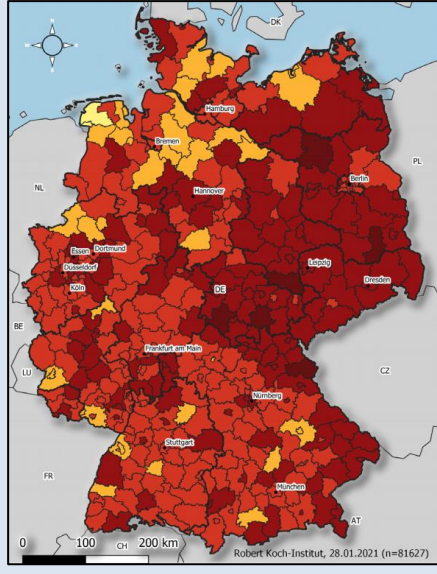 DK
Hamburg
Bremen
PL
Berlin
NL
Hannover
Essen
Dortmund
Düsseldorf
Leipzig
Köln
Dresden
DE
BE
Frankfurt am Main
LU
CZ
Nürnberg
Stuttgart
FR
München
AT
0 100 200 km
CH
Robert Koch-Institut, 28.01.2021 (n=81627)